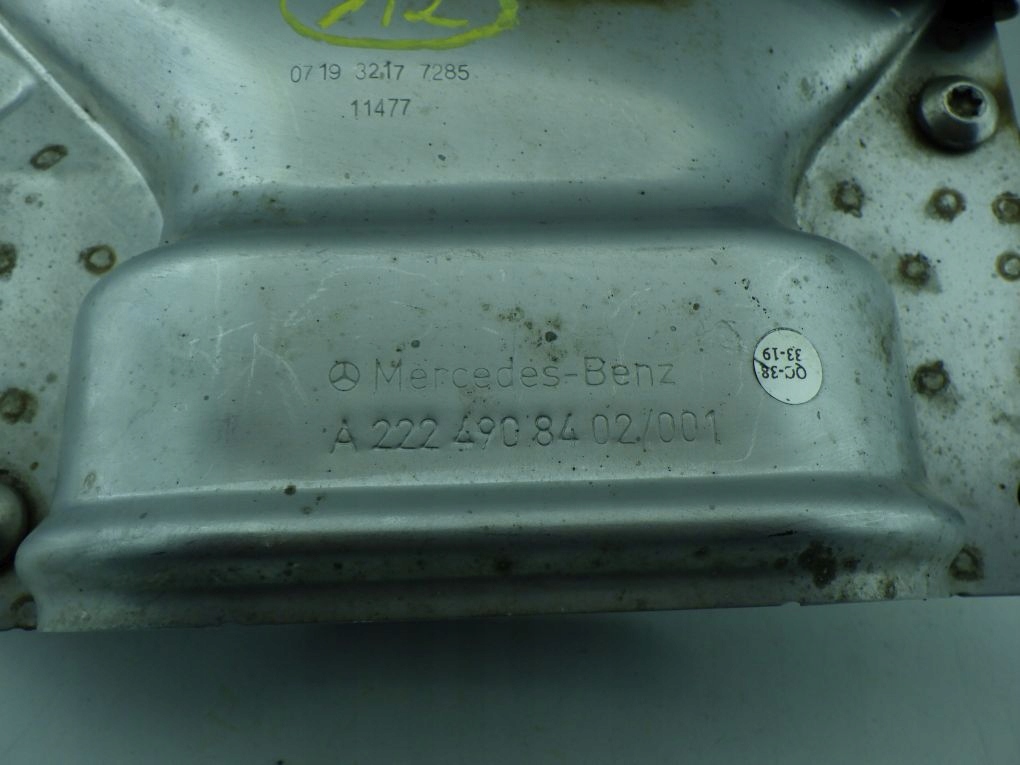 0719 3217 7285
11477
Mercedes-Benz
A 222 490 84 02/001
QC-38
33-19